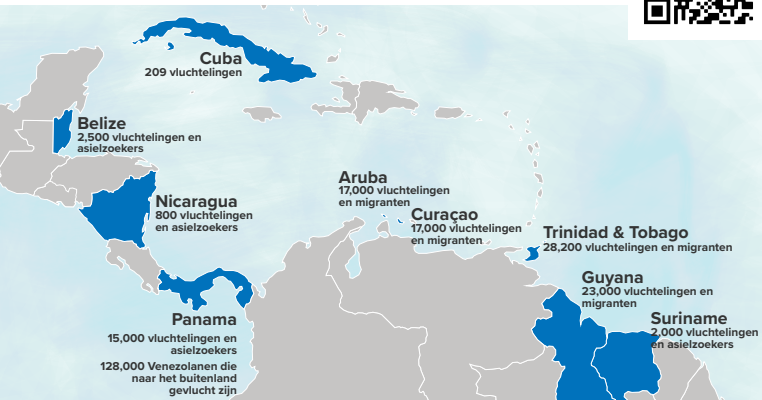 Cuba
209 vluchtelingen
Belize
2,500 vluchtelingen en
asielzoekers
Nicaragua
800 vluchtelingen
en asielzoekers
Aruba
17,000 vluchtelingen
en migranten
Curaçao
17,000 vluchtelingen
en migranten
Trinidad & Tobago
28,200 vluchtelingen en migranten
Guyana
23,000 vluchtelingen en
migranten
Suriname
2,000 vluchtelingen
en asielzoekers
Panama
15,000 vluchtelingen en
asielzoekers
128,000 Venezolanen die
naar het buitenland
gevlucht zijn